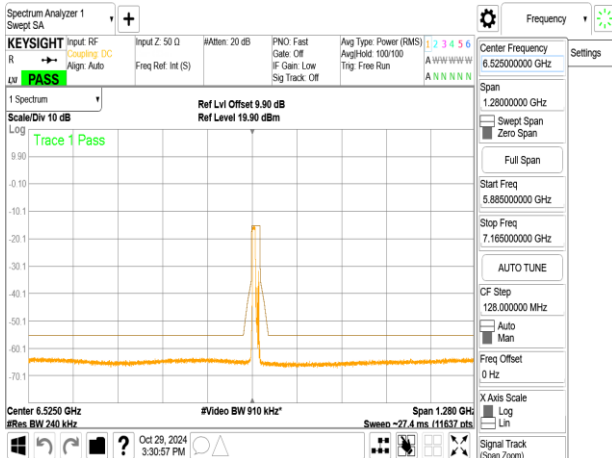 Spectrum Analyzer 1
Swept SA
Frequency
Settings
KEYSIGHT
R
LXI
PASS
Input: RF
Coupling: DC
Align: Auto
Input Z: 50 Ω
Freq Ref: Int (S)
#Atten: 20 dB
PNO: Fast
Gate: Off
IF Gain: Low
Sig Track: Off
Avg Type: Power (RMS)
Avg|Hold: 100/100
Trig: Free Run
1 2 3 4 5 6
A W W W W W
A N N N N N
1 Spectrum
Scale/Div 10 dB
Log
Ref Lvl Offset 9.90 dB
Ref Level 19.90 dBm
Trace 1 Pass
9.90
-0.10
-10.1
-20.1
-30.1
-40.1
-50.1
-60.1
-70.1
Center 6.5250 GHz
#Res BW 240 kHz
#Video BW 910 kHz*
Span 1.280 GHz
Sweep ~27.4 ms (11637 pts
Center Frequency
6.525000000 GHz
Span
1.28000000 GHz
Swept Span
Zero Span
Full Span
Start Freq
5.885000000 GHz
Stop Freq
7.165000000 GHz
AUTO TUNE
CF Step
128.000000 MHz
Auto
Man
Freq Offset
0 Hz
X Axis Scale
Log
Lin
Signal Track
(Span Zoom)
?
Oct 29, 2024
3:30:57 PM